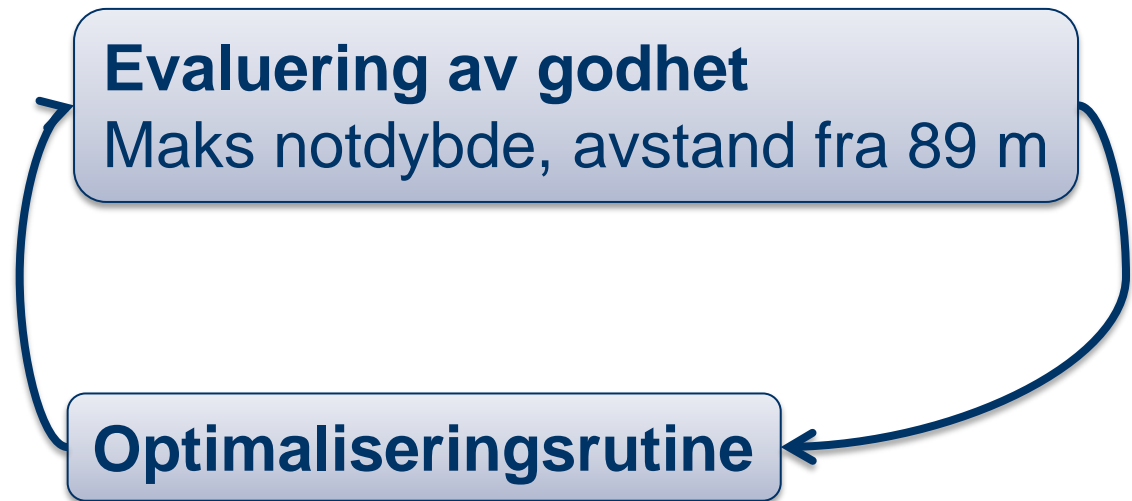 Evaluering av godhet
Maks notdybde, avstand fra 89 m
Optimaliseringsrutine